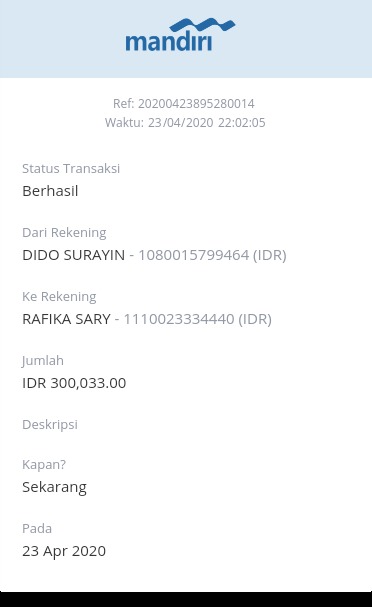 mandiri
Ref: 20200423895280014
Waktu: 23/04/2020 22:02:05
Status Transaksi
Berhasil
Dari Rekening
DIDO SURAYIN - 1080015799464 (IDR)
Ke Rekening
RAFIKA SARY - 1110023334440 (IDR)
Jumlah
IDR 300,033.00
Deskripsi
Kapan?
Sekarang
Pada
23 Apr 2020